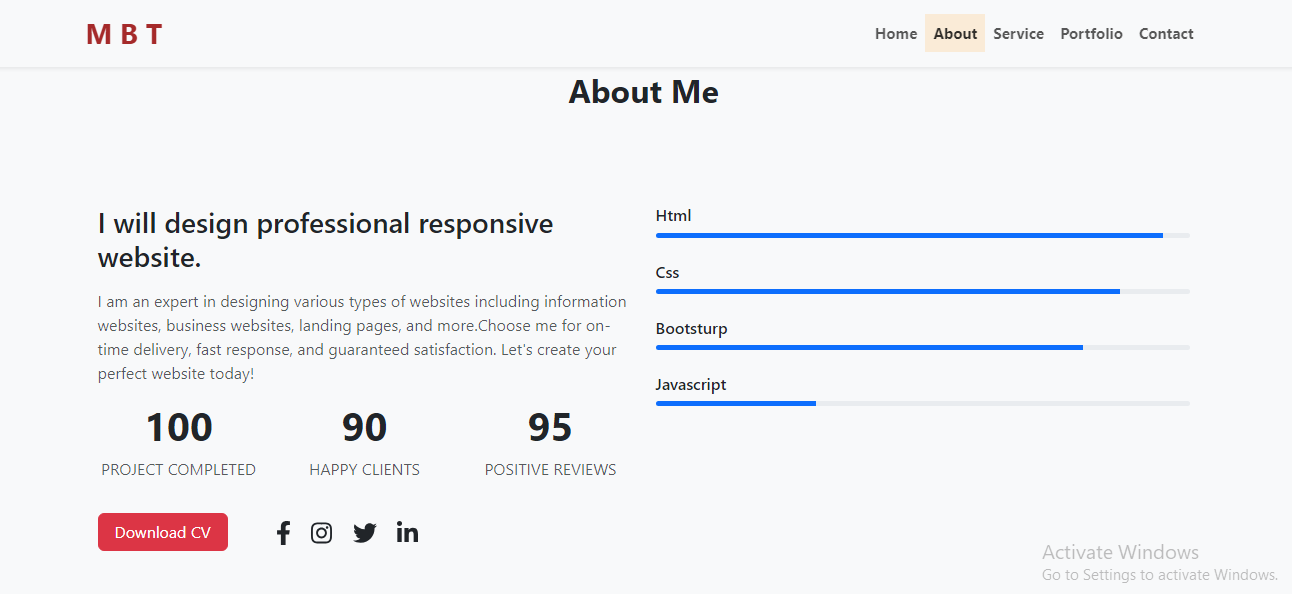 M B T
Home About Service Portfolio Contact
About Me
I will design professional responsive
website.
I am an expert in designing various types of websites including information
websites, business websites, landing pages, and more.Choose me for on-
time delivery, fast response, and guaranteed satisfaction. Let's create your
perfect website today!
100 90 95
PROJECT COMPLETED HAPPY CLIENTS POSITIVE REVIEWS
Download CV
Html
Css
Bootsturp
Javascript
Activate Windows
Go to Settings to activate Windows.